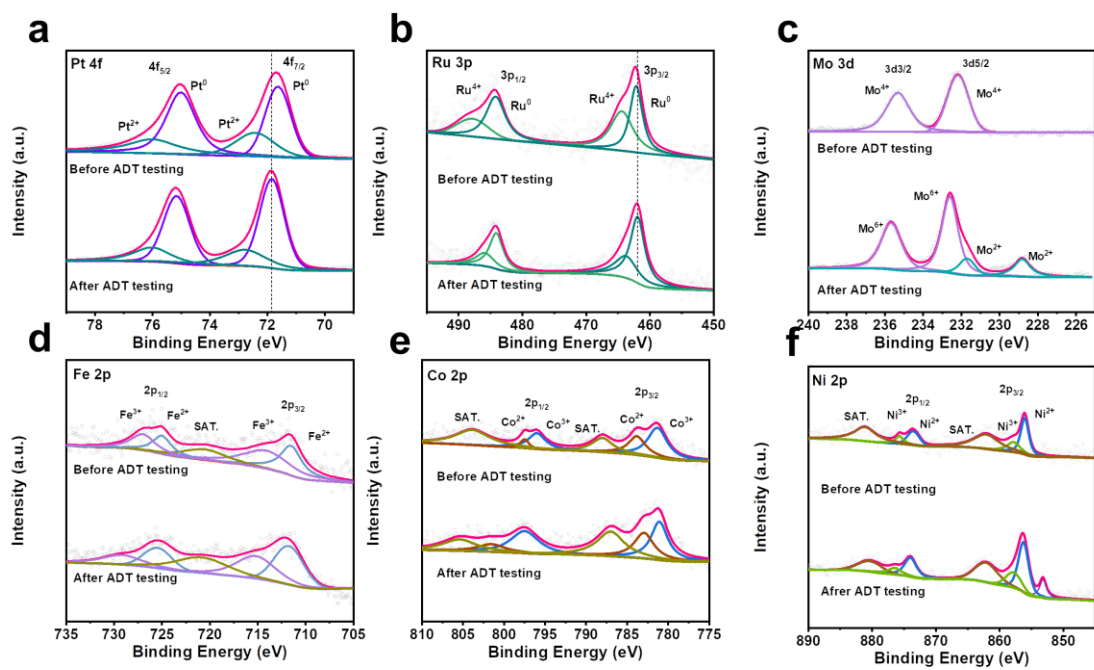 a
Pt 4f
4f5/2
4f7/2
Pt0
Pt0
Pt2+
Pt2+
Before ADT testing
After ADT testing
Intensity (a.u.)
78 76 74 72 70
Binding Energy (eV)
b
Ru 3p
3p1/2
3p3/2
Ru4+
Ru0
Ru4+
Ru0
Before ADT testing
After ADT testing
Intensity (a.u.)
490 480 470 460 450
Binding Energy (eV)
c
Mo 3d
3d3/2
3d5/2
Mo4+
Mo4+
Before ADT testing
Mo6+
Mo6+
Mo2+
Mo2+
After ADT testing
Intensity (a.u.)
240 237 234 231 228 225
Binding Energy (eV)
d
Fe 2p
2p1/2
2p3/2
Fe3+
Fe2+
SAT.
Fe3+
Fe2+
Before ADT testing
After ADT testing
Intensity (a.u.)
735 730 725 720 715 710 705
Binding Energy (eV)
e
Co 2p
2p1/2
2p3/2
SAT.
Co2+
Co3+
SAT.
Co2+
Co3+
Before ADT testing
After ADT testing
Intensity (a.u.)
810 805 800 795 790 785 780 775
Binding Energy (eV)
f
Ni 2p
2p1/2
2p3/2
SAT.
Ni3+
Ni2+
SAT.
Ni3+
Ni2+
Before ADT testing
Afrer ADT testing
Intensity (a.u.)
890 880 870 860 850
Binding Energy (eV)